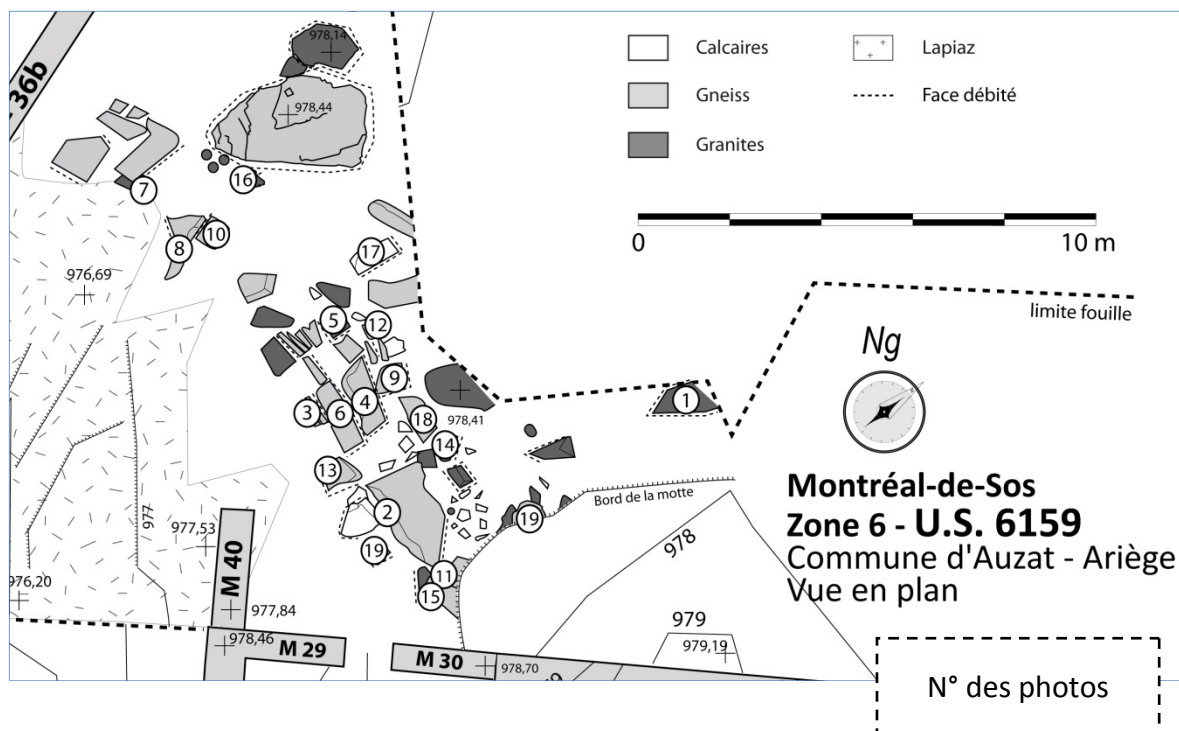 978,14
Calcaires
Lapiaz
36b
Gneiss
Face débité
978,44
Granites
16
7
10
8
17
0
10 m
976,69
5
12
limite fouille
Ng
9
1
3
6
4
18
978,41
14
13
Montréal-de-Sos
2
Bord de la motte
Zone 6 - U.S. 6159
977
19
977,53
978
Commune d'Auzat - Ariège
19
11
M 40
Vue en plan
976,20
15
977,84
979
978,46
M 29
M 30
978,70
979,19
N° des photos